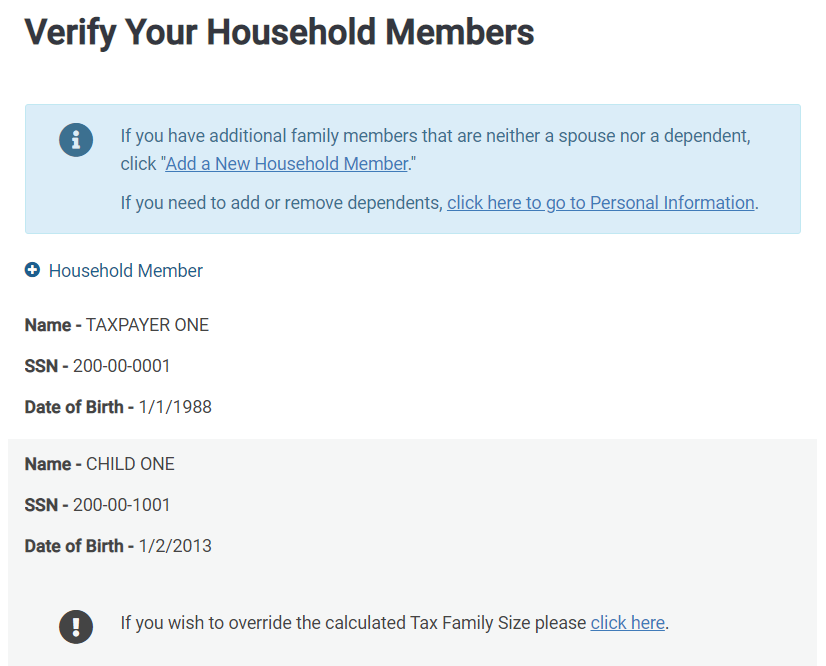 Verify Your Household Members
If you have additional family members that are neither a spouse nor a dependent,
click "Add a New Household Member."
If you need to add or remove dependents, click here to go to Personal Information.
Household Member
Name - TAXPAYER ONE
SSN - 200-00-0001
Date of Birth - 1/1/1988
Name - CHILD ONE
SSN - 200-00-1001
Date of Birth - 1/2/2013
If you wish to override the calculated Tax Family Size please click here.